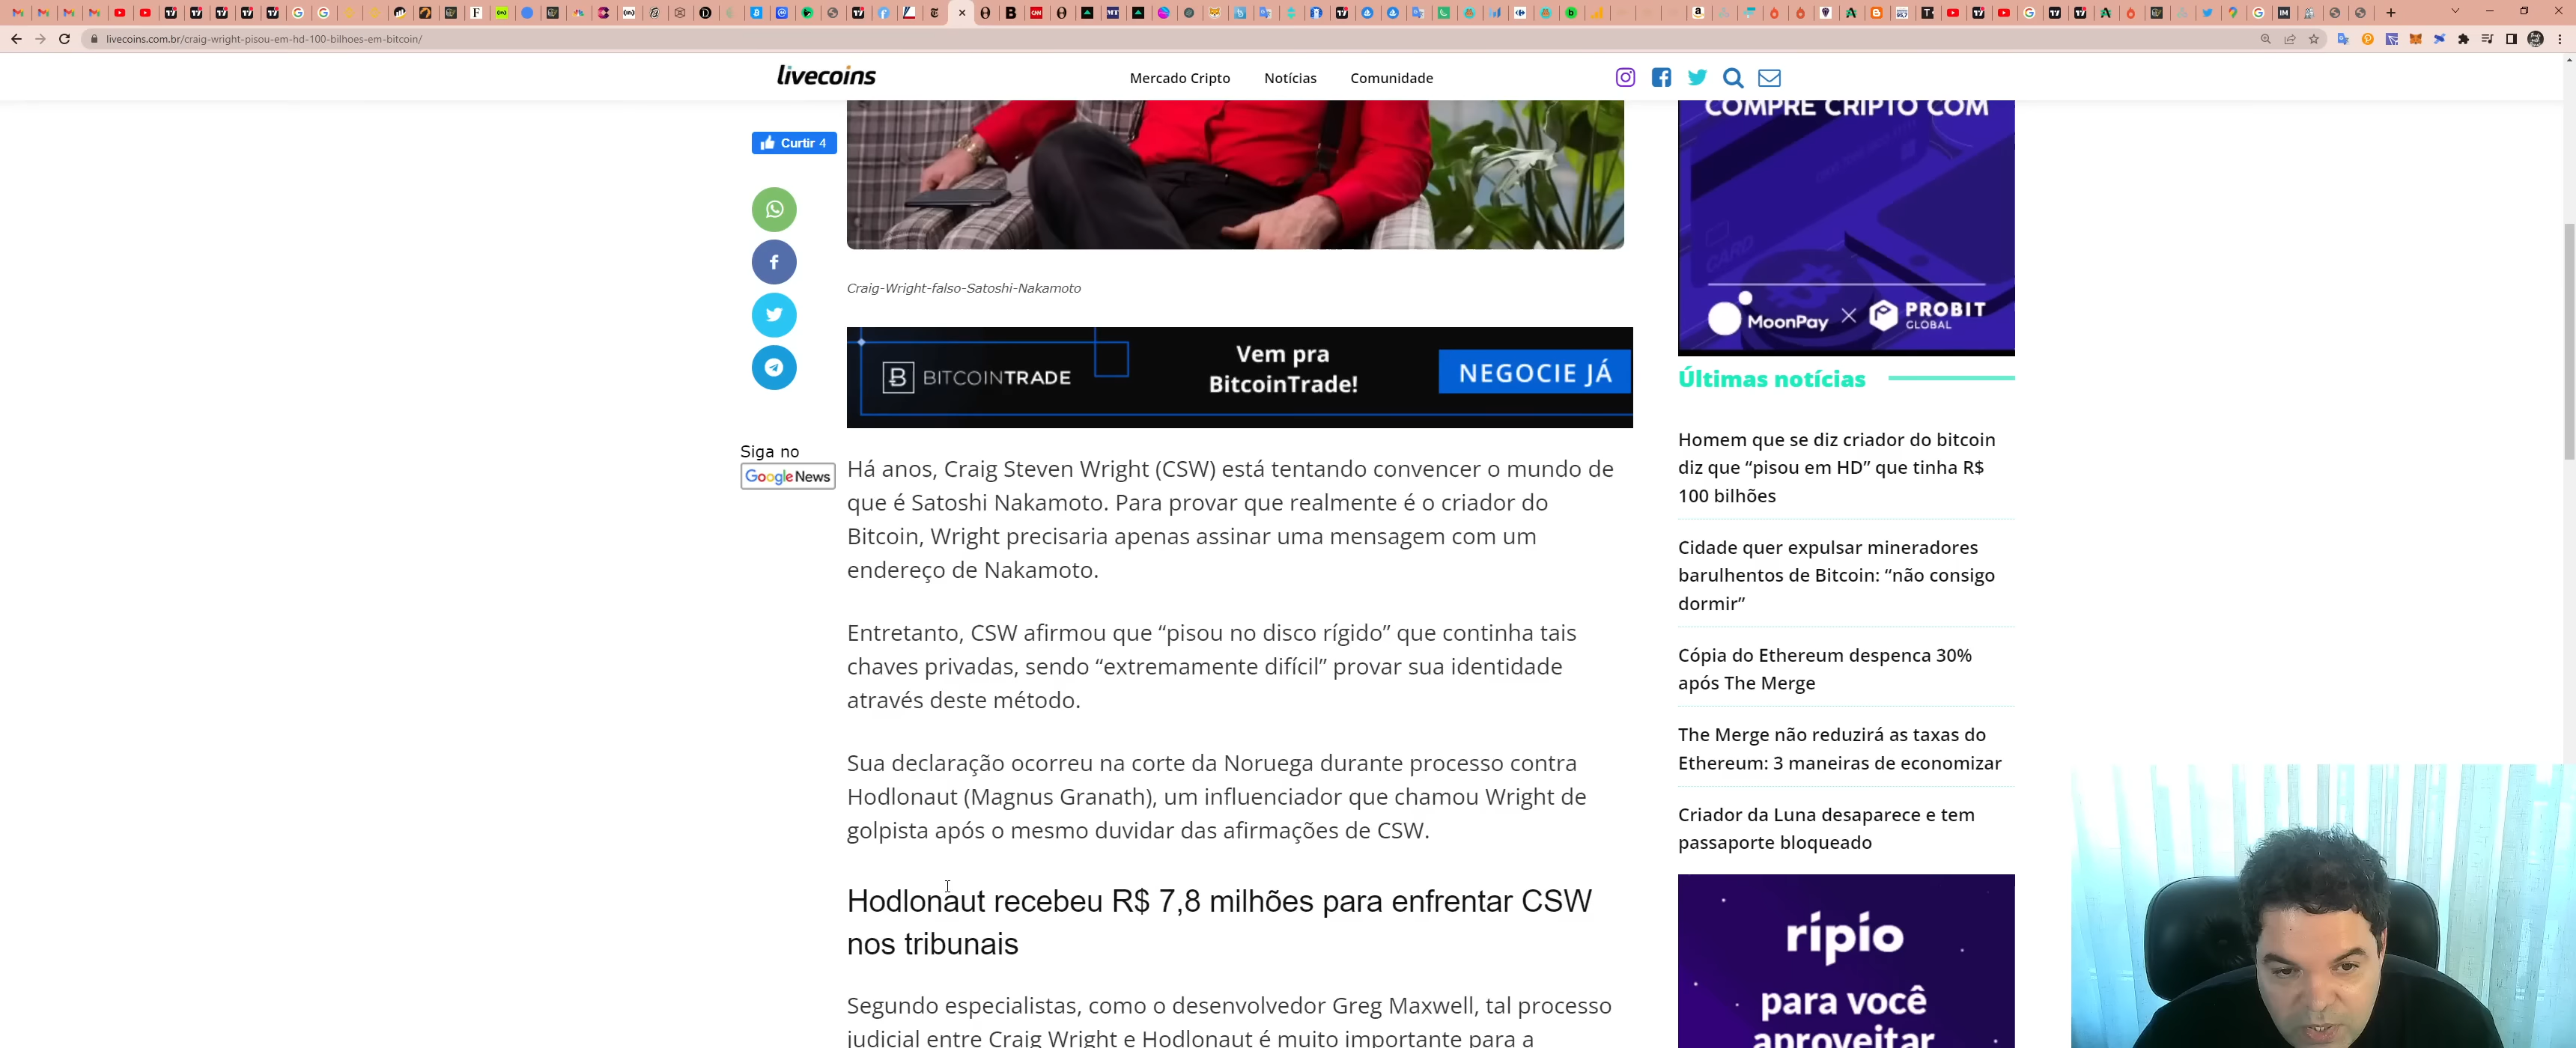 livecoins.com.br/craig-wright-pisou-em-hd-100-bilhoes-em-bitcoin/
livecoins
Mercado Cripto
Notícias
Comunidade
Curtir 4
Craig-Wright-falso-Satoshi-Nakamoto
BITCOINTRADE
Vem pra
BitcoinTrade!
NEGOCIE JÁ
Siga no
Google News
Há anos, Craig Steven Wright (CSW) está tentando convencer o mundo de
que é Satoshi Nakamoto. Para provar que realmente é o criador do
Bitcoin, Wright precisaria apenas assinar uma mensagem com um
endereço de Nakamoto.
Entretanto, CSW afirmou que “pisou no disco rígido” que continha tais
chaves privadas, sendo “extremamente difícil” provar sua identidade
através deste método.
Sua declaração ocorreu na corte da Noruega durante processo contra
Hodlonaut (Magnus Granath), um influenciador que chamou Wright de
golpista após o mesmo duvidar das afirmações de CSW.
Hodlonaut recebeu R$ 7,8 milhões para enfrentar CSW
nos tribunais
Segundo especialistas, como o desenvolvedor Greg Maxwell, tal processo
judicial entre Craig Wright e Hodlonaut é muito importante para a
COMPRE CRIPTO COM
MoonPay
PROBIT
GLOBAL
Últimas notícias
Homem que se diz criador do bitcoin
diz que “pisou em HD” que tinha R$
100 bilhões
Cidade quer expulsar mineradores
barulhentos de Bitcoin: “não consigo
dormir”
Cópia do Ethereum despenca 30%
após The Merge
The Merge não reduzirá as taxas do
Ethereum: 3 maneiras de economizar
Criador da Luna desaparece e tem
passaporte bloqueado
ripio
para você
aproveitar